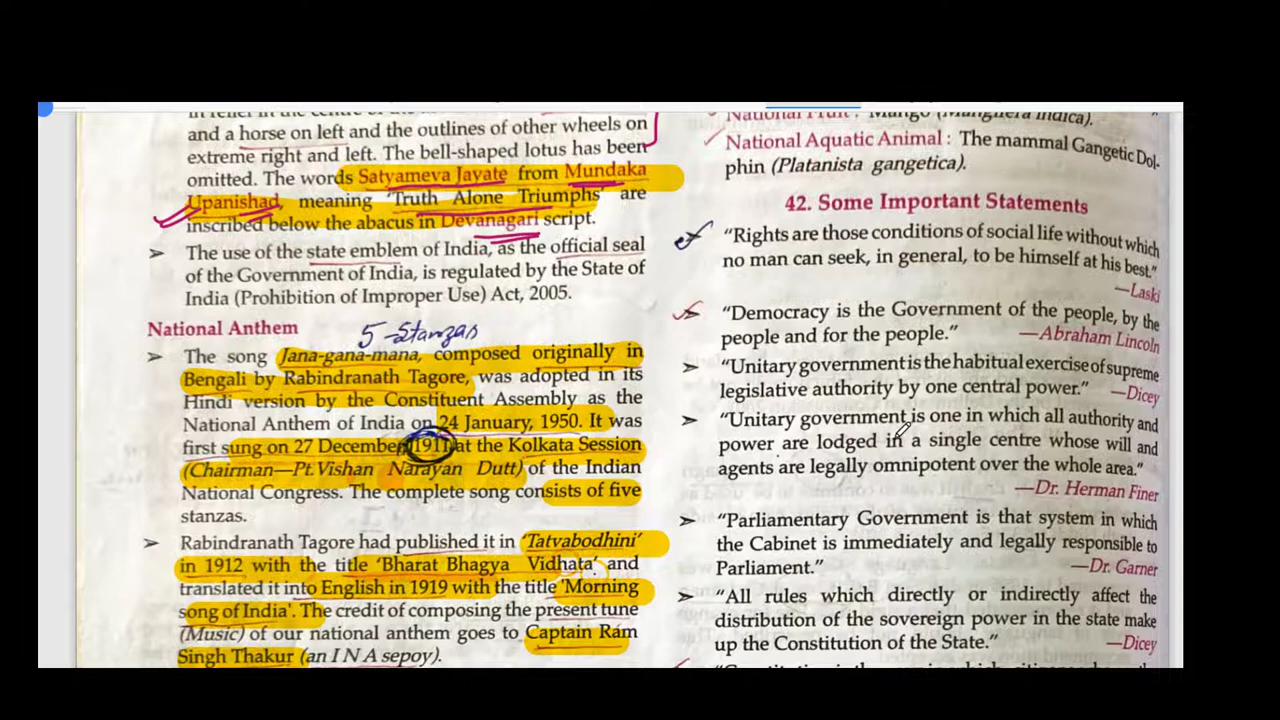 in relief in the centre of the
and a horse on left and the outlines of other wheels on
extreme right and left. The bell-shaped lotus has been
omitted. The words Satyameva Jayate from Mundaka
Upanishad, meaning 'Truth Alone Triumphs' are
inscribed below the abacus in Devanagari script.
➢ The use of the state emblem of India, as the official seal
of the Government of India, is regulated by the State of
India (Prohibition of Improper Use) Act, 2005.
National Anthem
5 - Stanzas
➢ The song Jana-gana-mana, composed originally in
Bengali by Rabindranath Tagore, was adopted in its
Hindi version by the Constituent Assembly as the
National Anthem of India on 24 January, 1950. It was
first sung on 27 December 1911 at the Kolkata Session
(Chairman—Pt. Vishan Narayan Dutt) of the Indian
National Congress. The complete song consists of five
stanzas.
➢ Rabindranath Tagore had published it in 'Tatvabodhini'
in 1912 with the title 'Bharat Bhagya Vidhata' and
translated it into English in 1919 with the title 'Morning
song of India'. The credit of composing the present tune
(Music) of our national anthem goes to Captain Ram
Singh Thakur (an I N A sepoy).
National Fruit : Mango (Mangifera indica).
National Aquatic Animal : The mammal Gangetic Dol-
phin (Platanista gangetica).
42. Some Important Statements
"Rights are those conditions of social life without which
no man can seek, in general, to be himself at his best."
—Laski
➢ "Democracy is the Government of the people, by the
people and for the people." —Abraham Lincoln
➢ "Unitary government is the habitual exercise of supreme
legislative authority by one central power." —Dicey
➢ "Unitary government is one in which all authority and
power are lodged in a single centre whose will and
agents are legally omnipotent over the whole area."
—Dr. Herman Finer
➢ "Parliamentary Government is that system in which
the Cabinet is immediately and legally responsible to
Parliament." —Dr. Garner
➢ "All rules which directly or indirectly affect the
distribution of the sovereign power in the state make
up the Constitution of the State." —Dicey